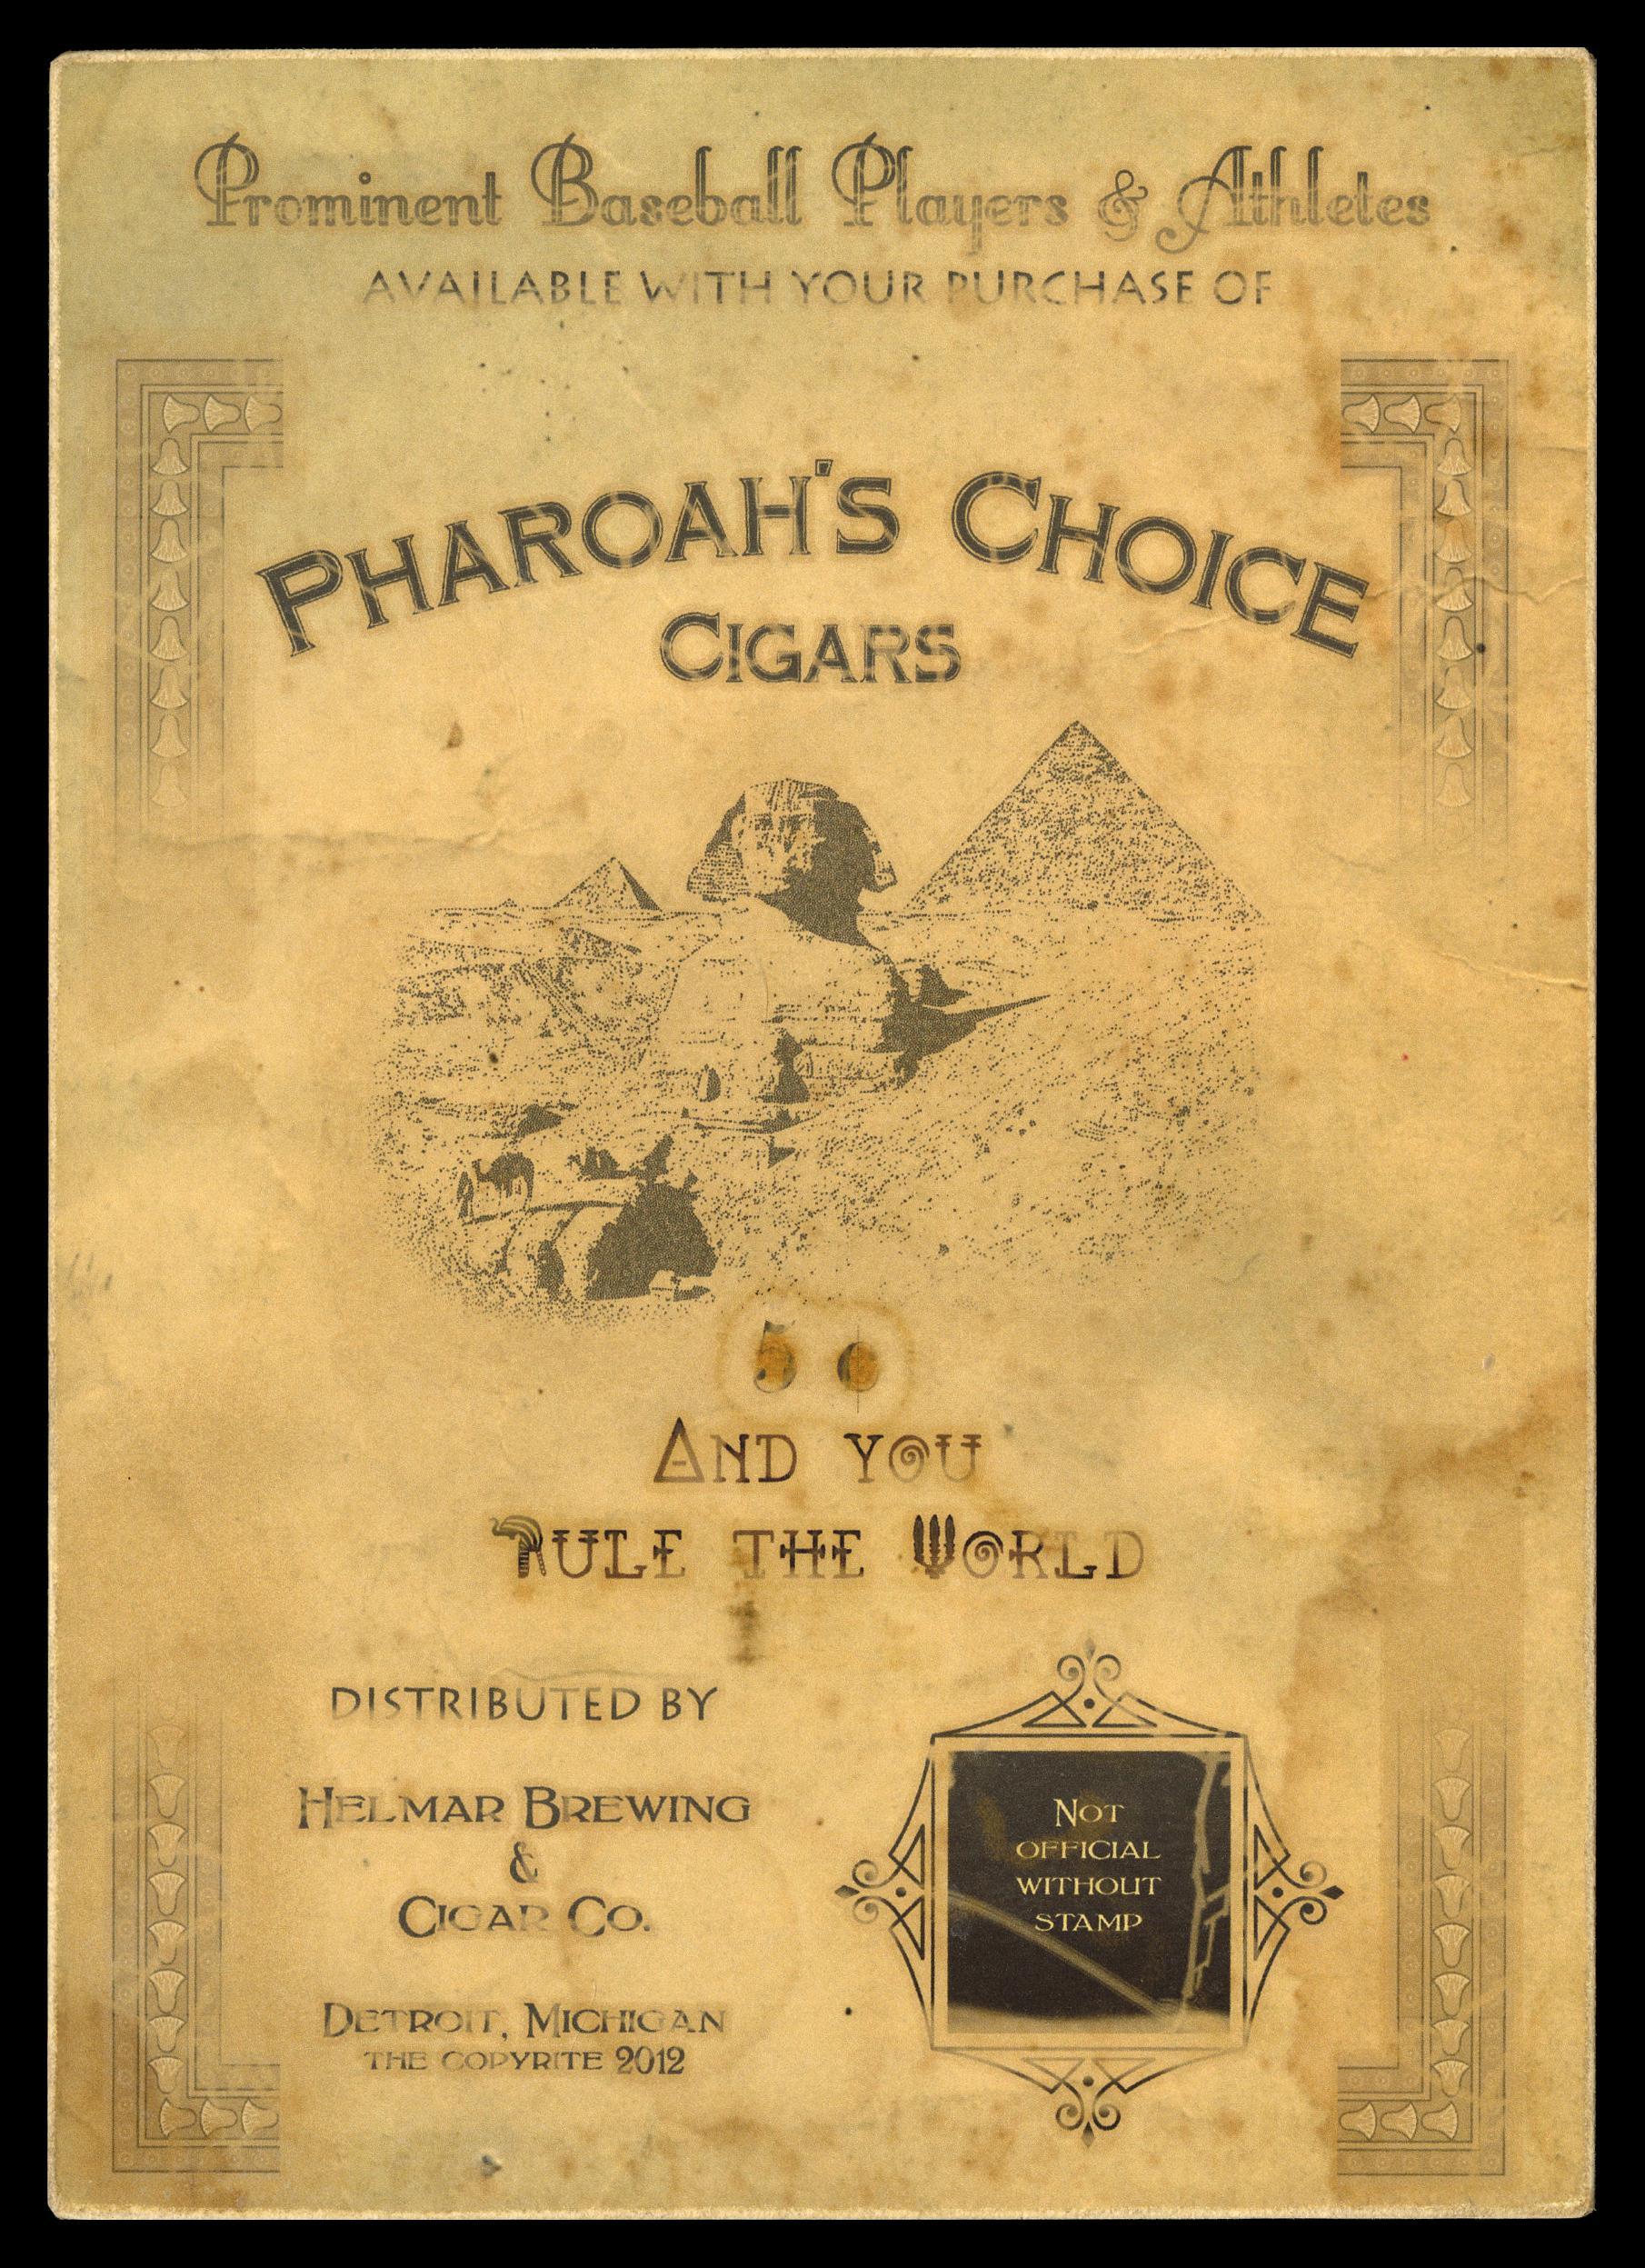 Prominent Baseball Players & Athletes
AVAILABLE WITH YOUR PURCHASE OF
PHAROAH'S CHOICE
CIGARS
5 ¢
AND YOU
RULE THE WORLD
DISTRIBUTED BY
HELMAR BREWING
&
CIGAR CO.
DETROIT, MICHIGAN
THE COPYRITE 2012
NOT
OFFICIAL
WITHOUT
STAMP